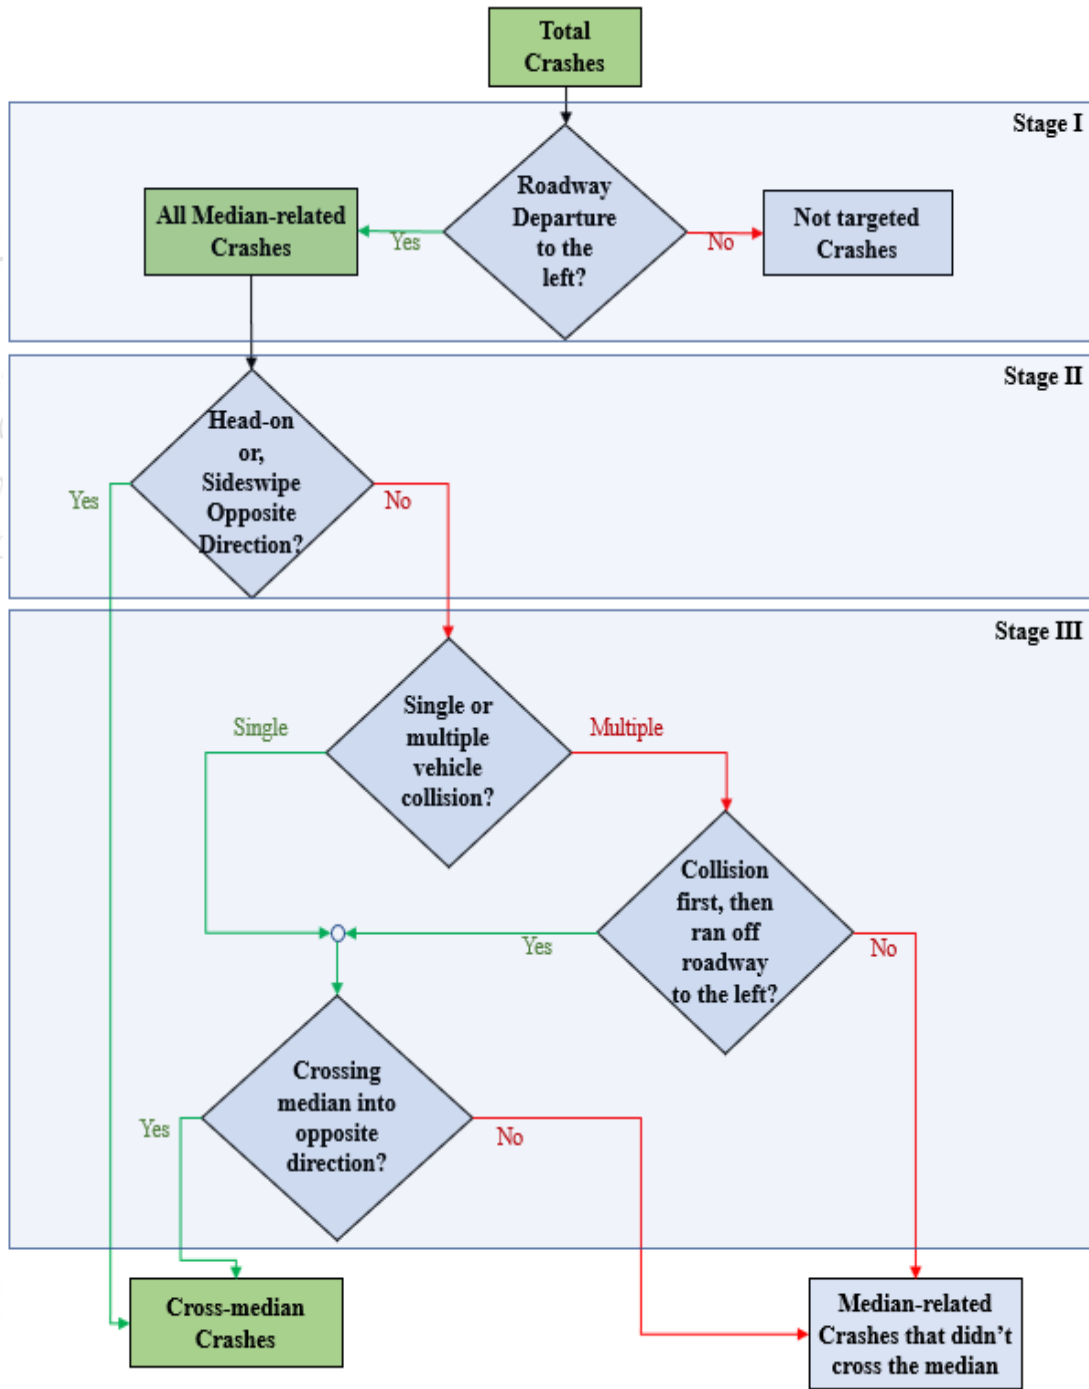 Total
Crashes
Stage I
Roadway
Departure
to the
left?
All Median-related
Crashes
Yes
No
Not targeted
Crashes
Stage II
Head-on
or,
Sideswipe
Opposite
Direction?
Yes
No
Stage III
Single or
multiple
vehicle
collision?
Single
Multiple
Collision
first, then
ran off
roadway
to the left?
Yes
No
Crossing
median into
opposite
direction?
Yes
No
Cross-median
Crashes
Median-related
Crashes that didn’t
cross the median